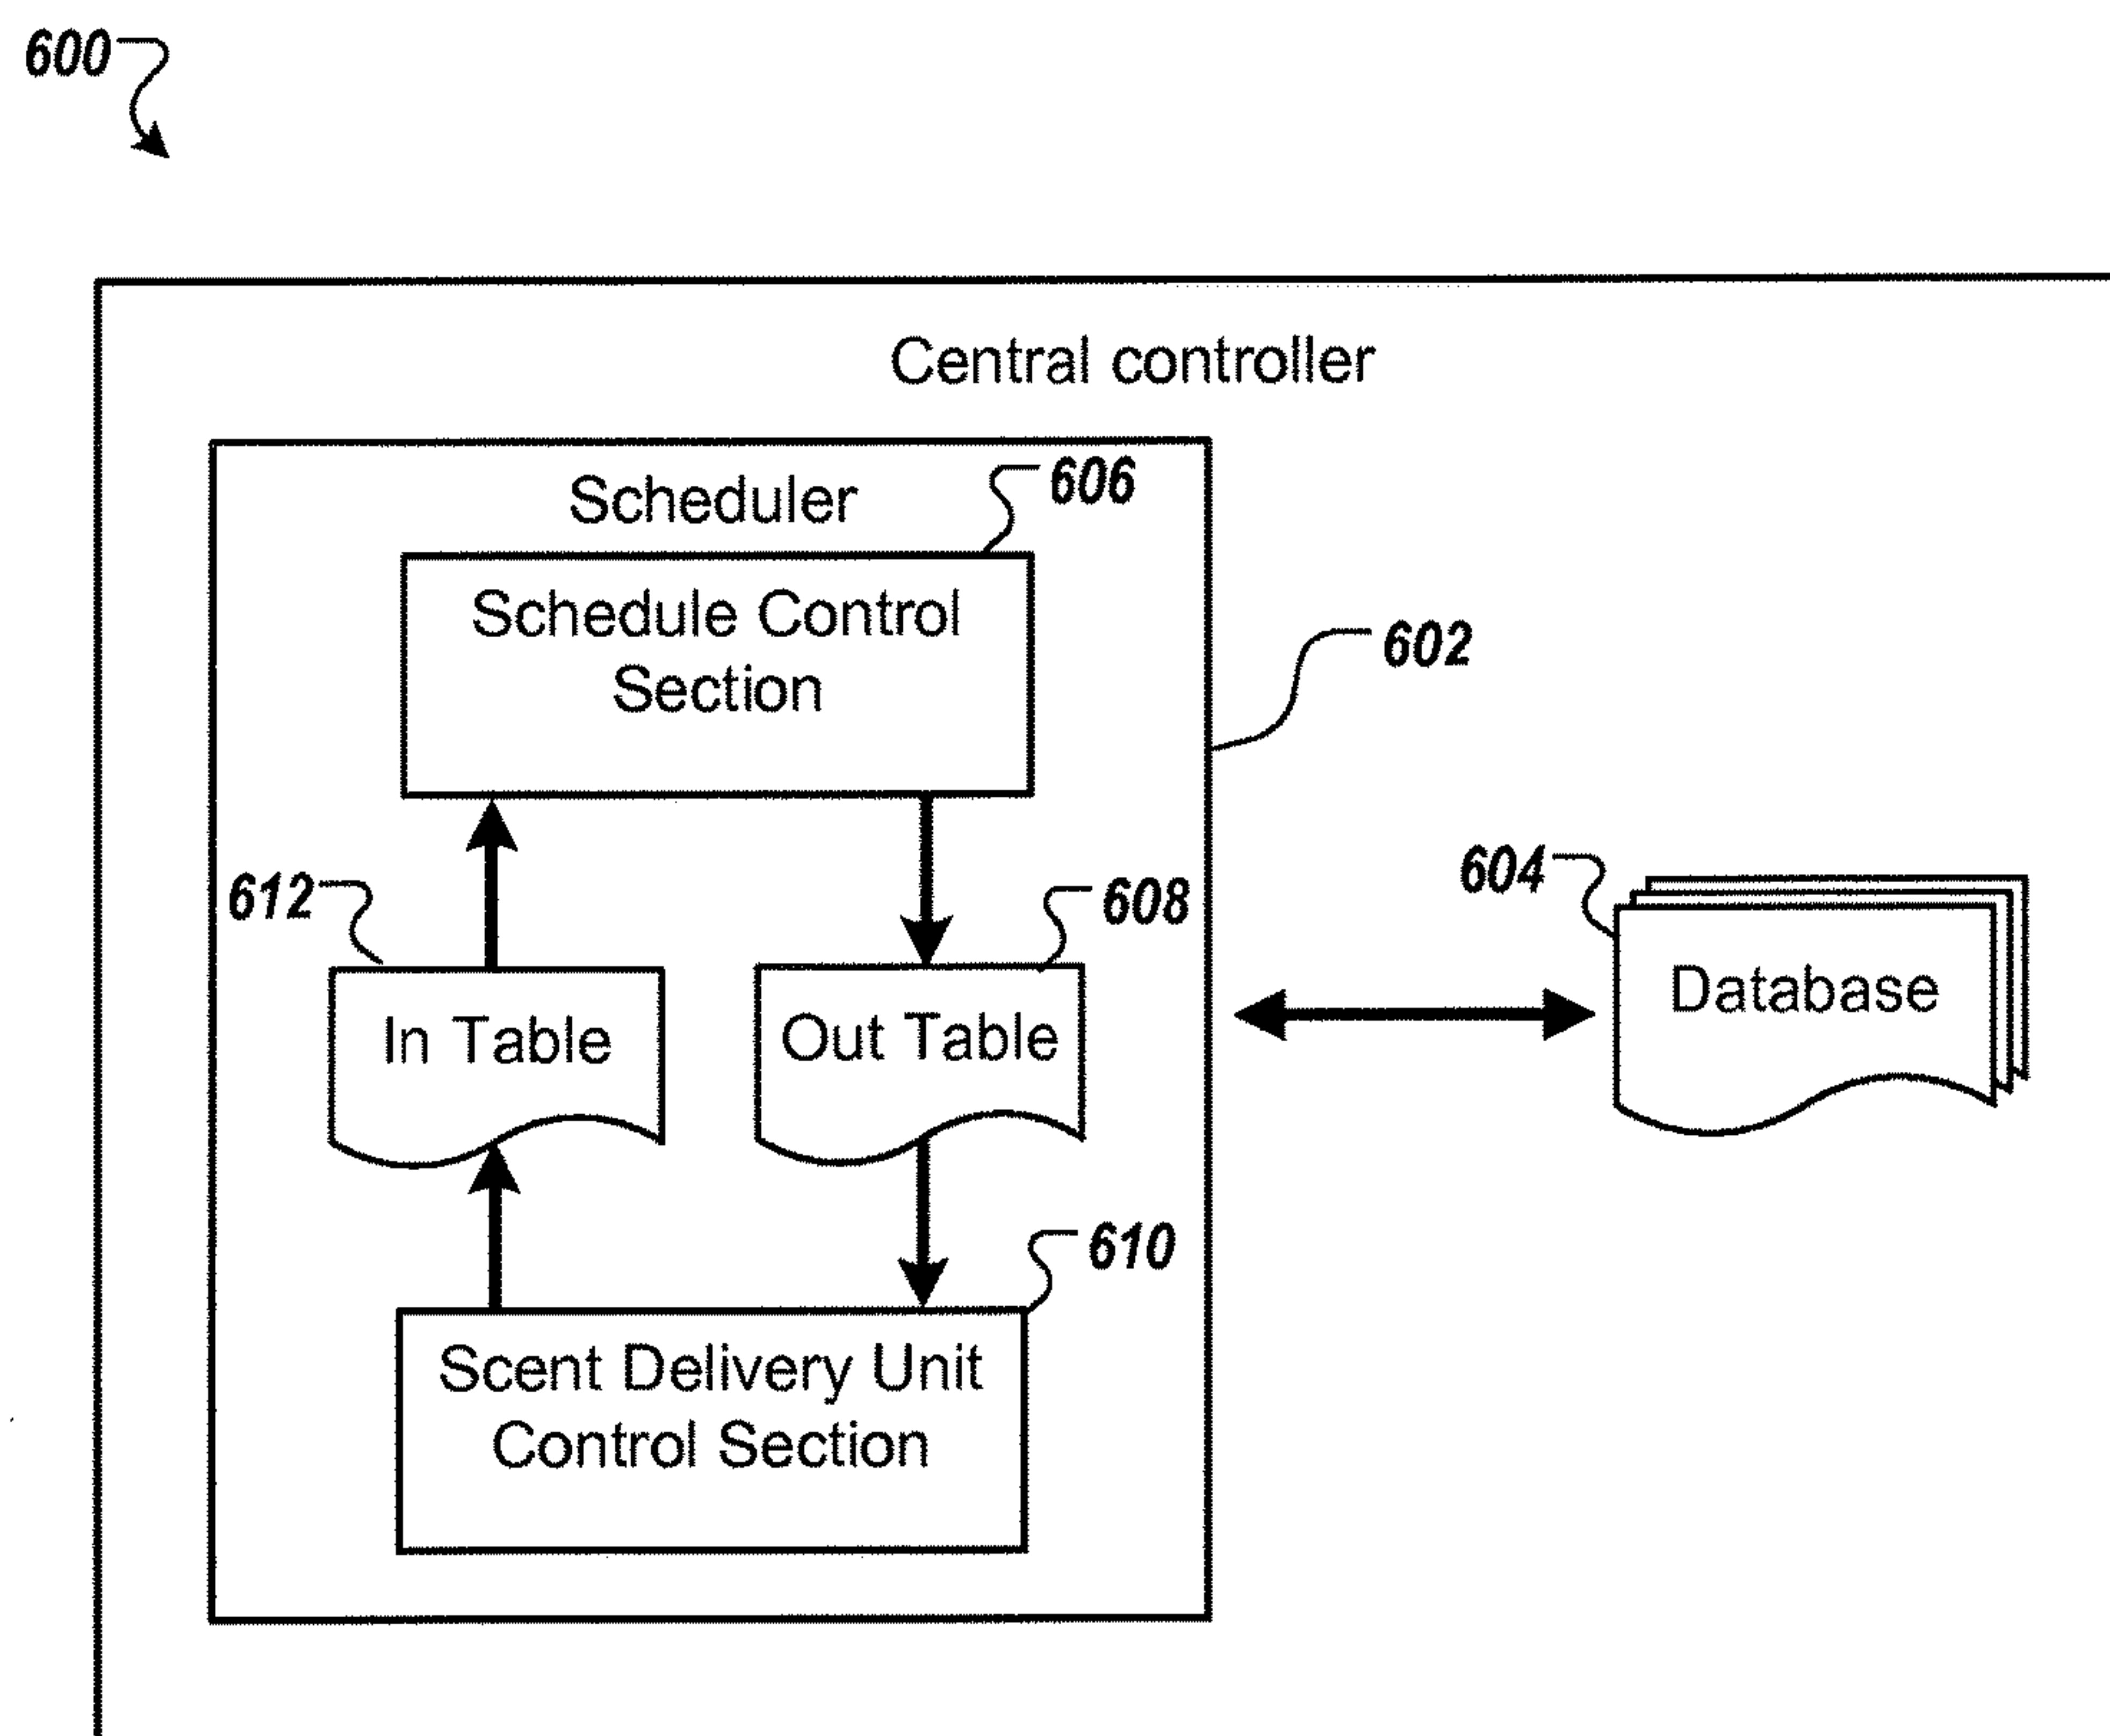 600
Central controller
Scheduler
606
Schedule Control
Section
602
612
608
604
In Table
Out Table
Database
610
Scent Delivery Unit
Control Section